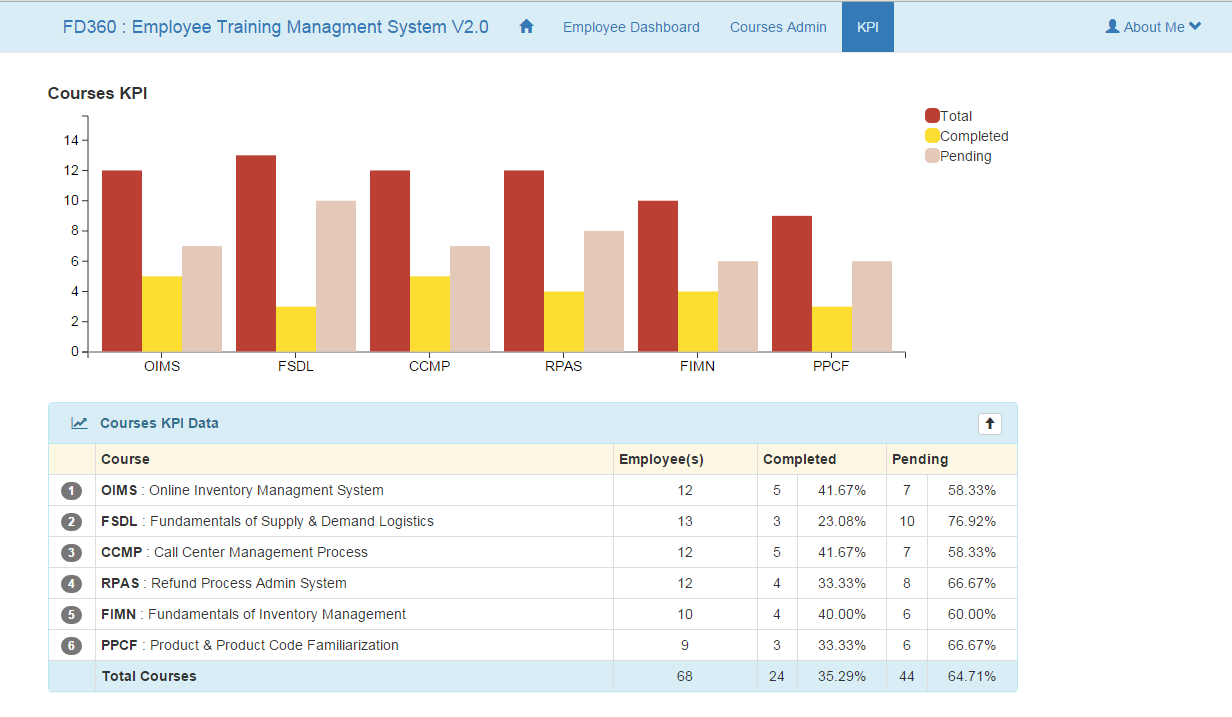 FD360 : Employee Training Managment System V2.0 Employee Dashboard Courses Admin KPI About Me
Courses KPI
Total
Completed
Pending
14
12
10
8
6
4
2
0
OIMS FSDL CCMP RPAS FIMN PPCF
Courses KPI Data
Course Employee(s) Completed Pending
1 OIMS : Online Inventory Managment System 12 5 41.67% 7 58.33%
2 FSDL : Fundamentals of Supply & Demand Logistics 13 3 23.08% 10 76.92%
3 CCMP : Call Center Management Process 12 5 41.67% 7 58.33%
4 RPAS : Refund Process Admin System 12 4 33.33% 8 66.67%
5 FIMN : Fundamentals of Inventory Management 10 4 40.00% 6 60.00%
6 PPCF : Product & Product Code Familiarization 9 3 33.33% 6 66.67%
Total Courses 68 24 35.29% 44 64.71%